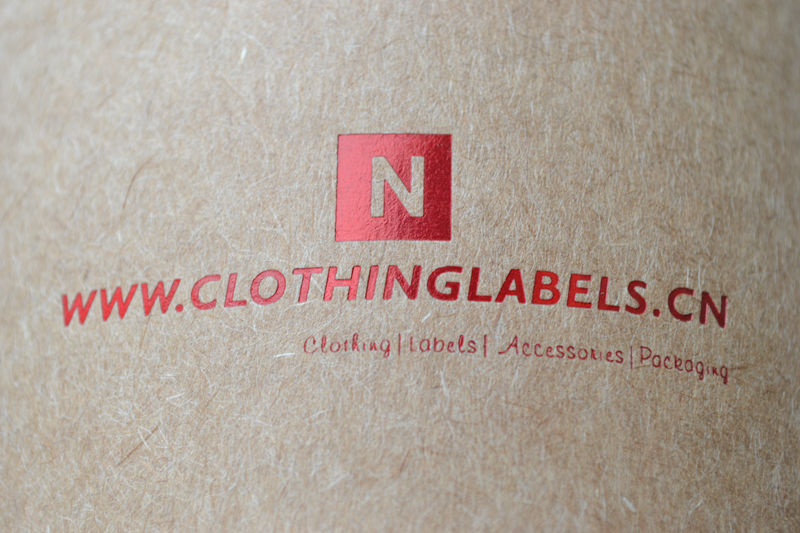 N
WWW.CLOTHINGLABELS.CN
Clothing|Labels| Accessories|Packaging